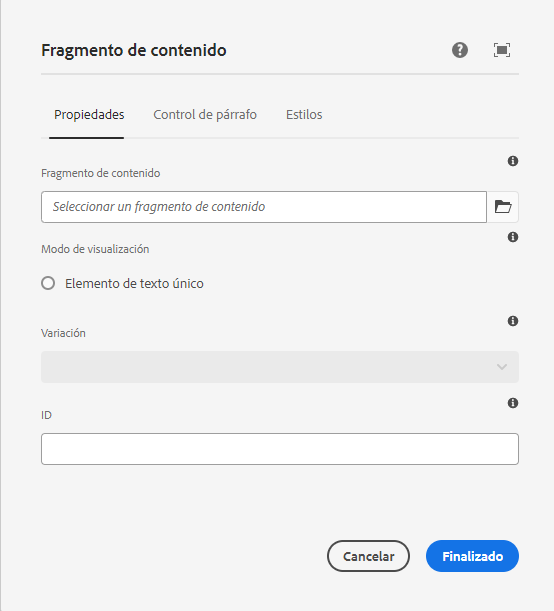 Fragmento de contenido
Propiedades Control de párrafo Estilos
Fragmento de contenido
Seleccionar un fragmento de contenido
Modo de visualización
Elemento de texto único
Variación
ID
Cancelar Finalizado